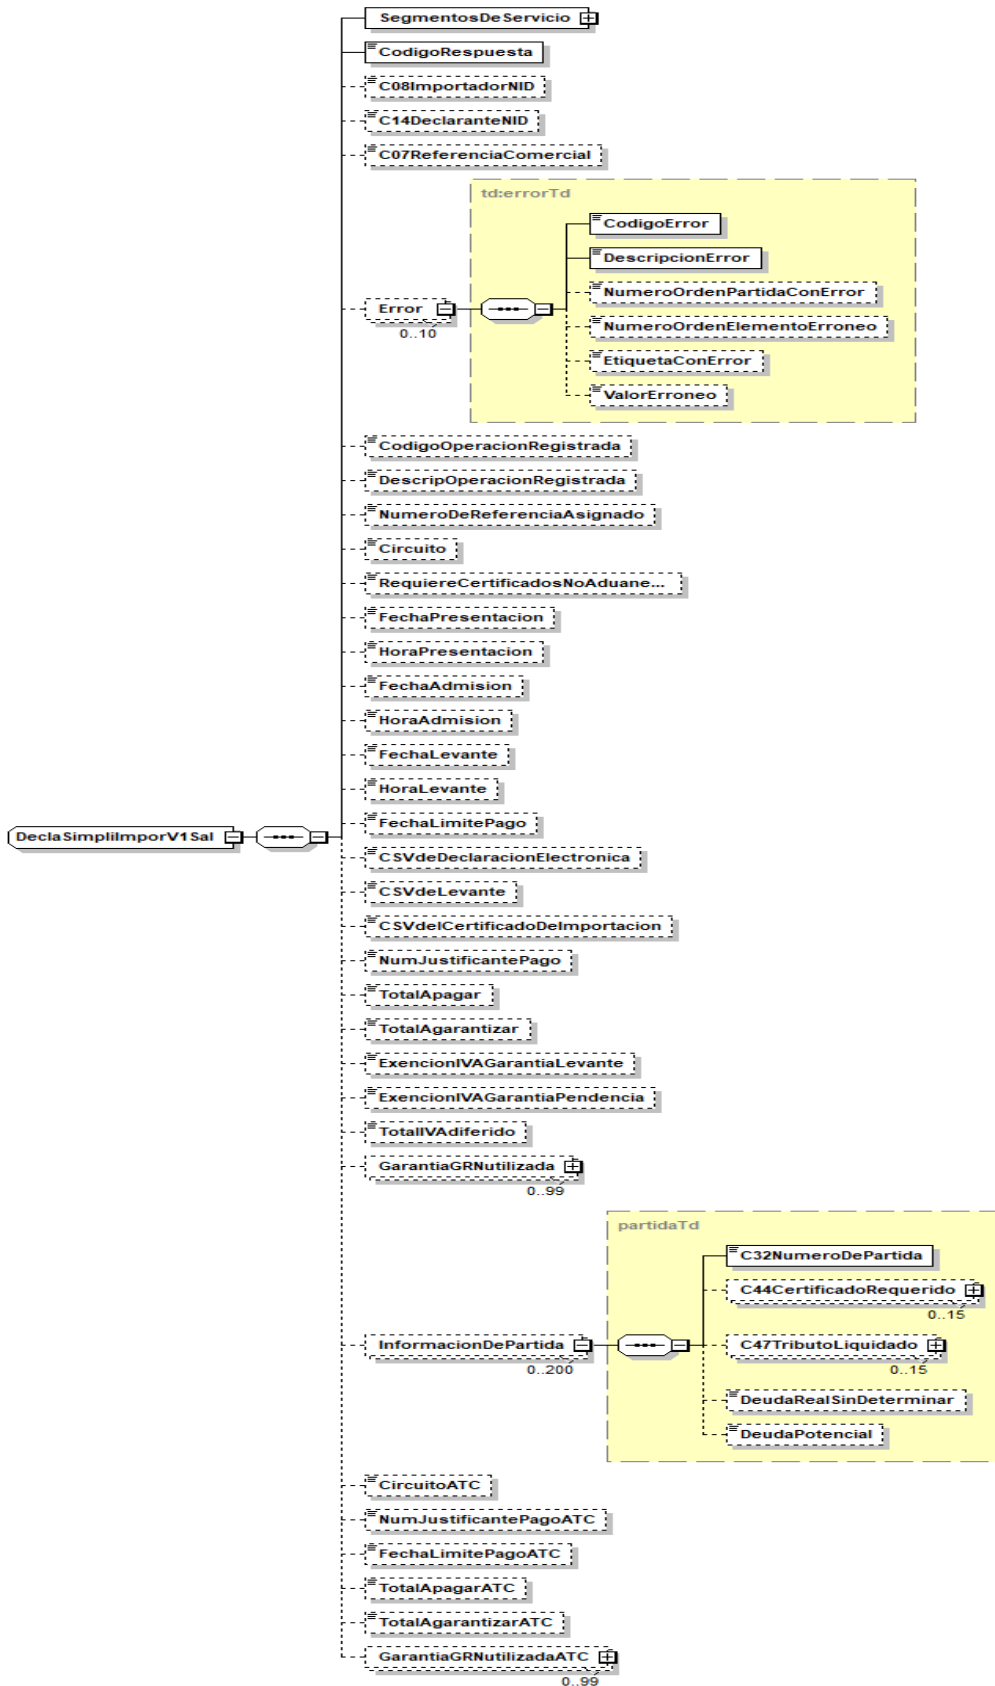 SegmentosDeServicio
CodigoRespuesta
C08ImportadorNID
C14DeclaranteNID
C07ReferenciaComercial
td:errorTd
CodigoError
DescripcionError
NumeroOrdenPartidaConError
Error
0..10
NumeroOrdenElementoErroneo
EtiquetaConError
ValorErroneo
CodigoOperacionRegistrada
DescripOperacionRegistrada
NumeroDeReferenciaAsignado
Circuito
RequiereCertificadosNoAduane...
FechaPresentacion
HoraPresentacion
FechaAdmision
HoraAdmision
FechaLevante
HoraLevante
FechaLimitePago
DeclaSimpliImporV1Sal
CSVdeDeclaracionElectronica
CSVdeLevante
CSVdelCertificadoDeImportacion
NumJustificantePago
TotalApagar
TotalAgarantizar
ExencionIVAGarantiaLevante
ExencionIVAGarantiaPendencia
TotalIVAdiferido
GarantiaGRNutilizada
0..99
partidaTd
C32NumeroDePartida
C44CertificadoRequerido
0..15
InformacionDePartida
0..200
C47TributoLiquidado
0..15
DeudaRealSinDeterminar
DeudaPotencial
CircuitoATC
NumJustificantePagoATC
FechaLimitePagoATC
TotalApagarATC
TotalAgarantizarATC
GarantiaGRNutilizadaATC
0..99